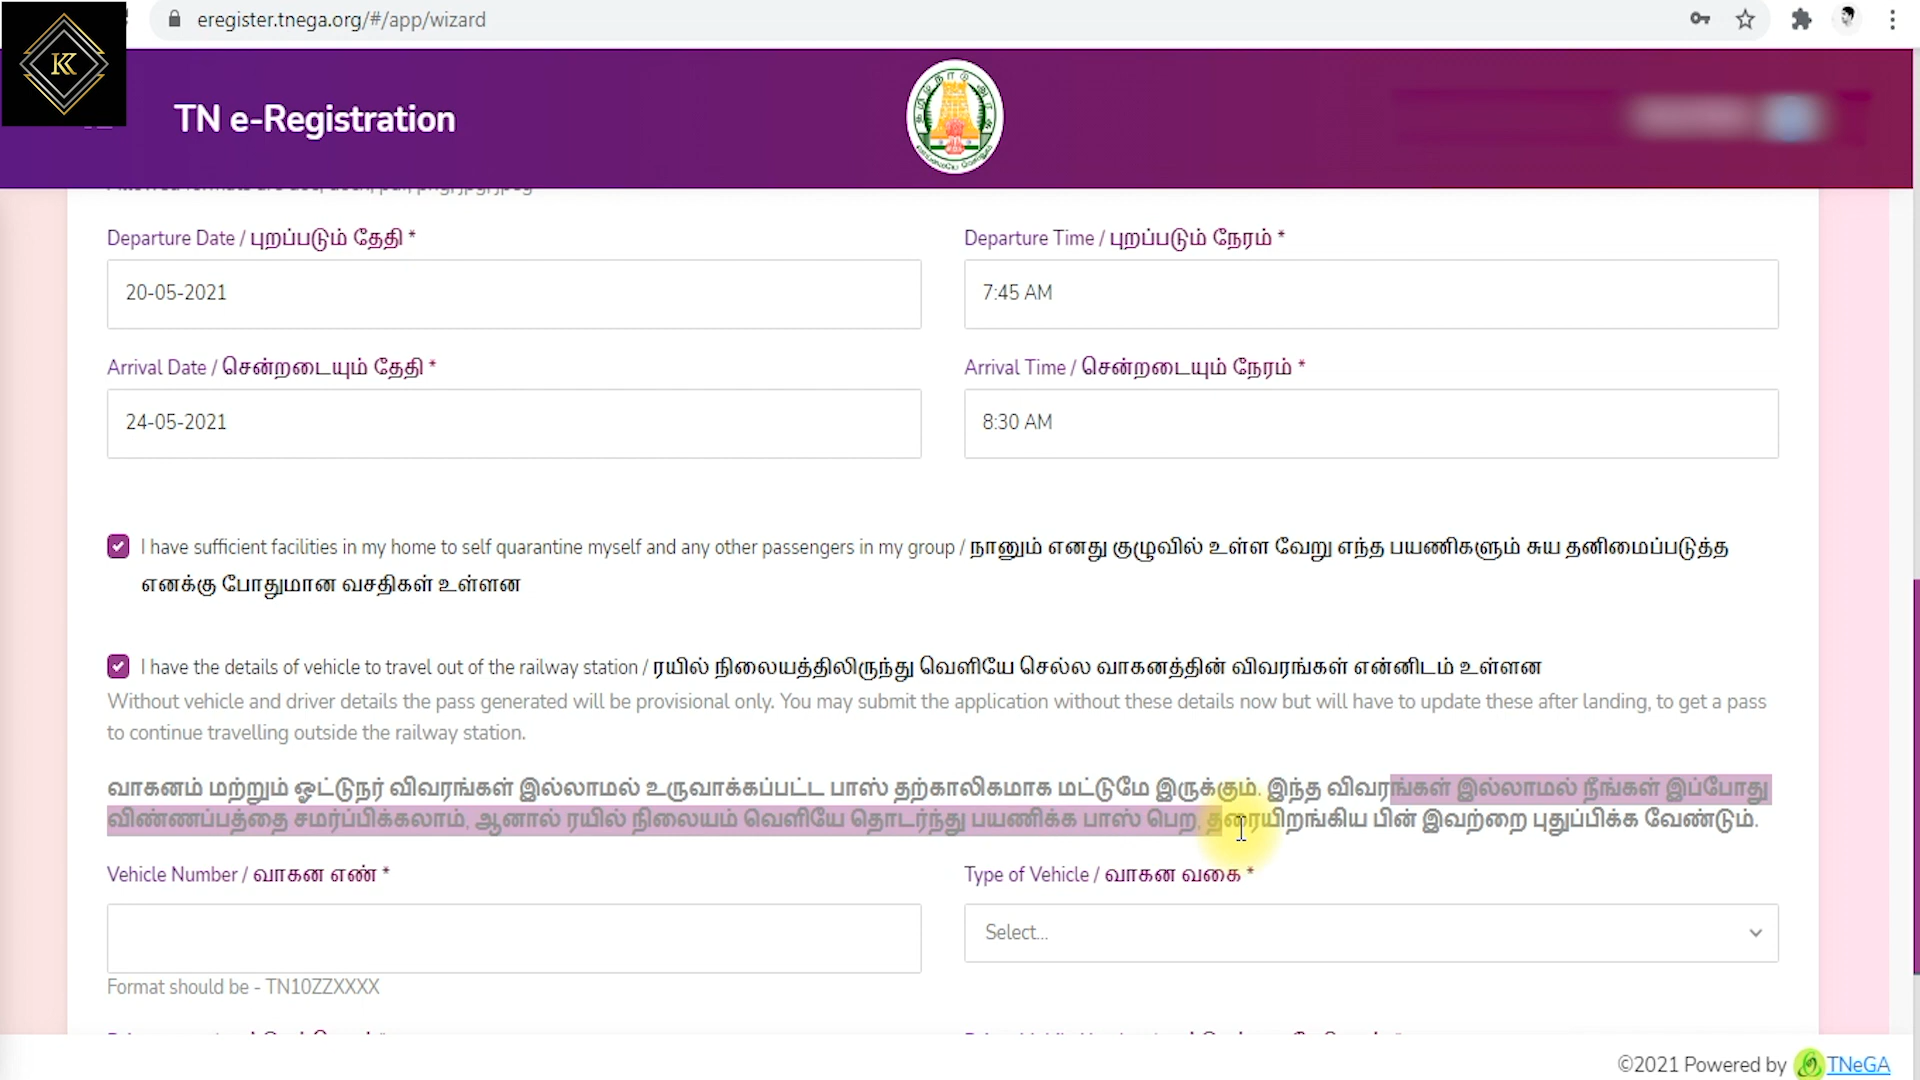 eregister.tnega.org/#/app/wizard
TN e-Registration
Departure Date / புறப்படும் தேதி *
Departure Time / புறப்படும் நேரம் *
20-05-2021
7:45 AM
Arrival Date / சென்றடையும் தேதி *
Arrival Time / சென்றடையும் நேரம் *
24-05-2021
8:30 AM
I have sufficient facilities in my home to self quarantine myself and any other passengers in my group / நானும் எனது குழுவில் உள்ள வேறு எந்த பயணிகளும் சுய தனிமைப்படுத்த
எனக்கு போதுமான வசதிகள் உள்ளன
I have the details of vehicle to travel out of the railway station / ரயில் நிலையத்திலிருந்து வெளியே செல்ல வாகனத்தின் விவரங்கள் என்னிடம் உள்ளன
Without vehicle and driver details the pass generated will be provisional only. You may submit the application without these details now but will have to update these after landing, to get a pass
to continue travelling outside the railway station.
வாகனம் மற்றும் ஓட்டுநர் விவரங்கள் இல்லாமல் உருவாக்கப்பட்ட பாஸ் தற்காலிகமாக மட்டுமே இருக்கும். இந்த விவரங்கள் இல்லாமல் நீங்கள் இப்போது
விண்ணப்பத்தை சமர்ப்பிக்கலாம், ஆனால் ரயில் நிலையம் வெளியே தொடர்ந்து பயணிக்க பாஸ் பெற, தரையிறங்கிய பின் இவற்றை புதுப்பிக்க வேண்டும்.
Vehicle Number / வாகன எண் *
Type of Vehicle / வாகன வகை *
Select...
Format should be - TN10ZZXXXX
©2021 Powered by TNeGA